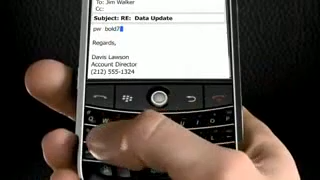 To: Jim Walker
Cc:
Subject: RE: Data Update
pw bold7
Regards,
Davis Lawson
Account Director
(212) 555-1324